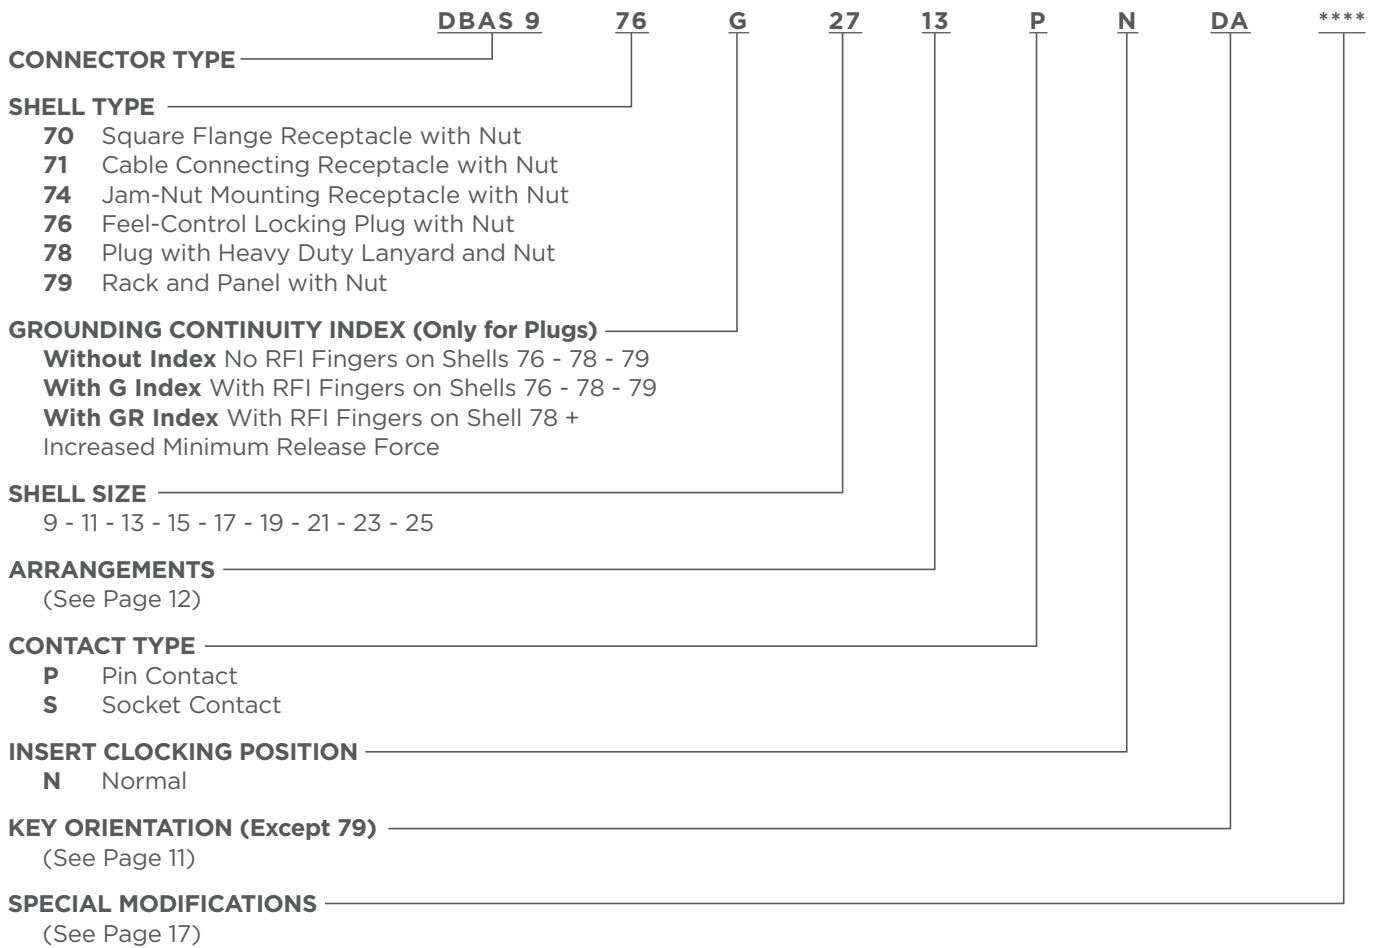 DBAS 9 76 G 27 13 P N DA ****
CONNECTOR TYPE
SHELL TYPE
70 Square Flange Receptacle with Nut
71 Cable Connecting Receptacle with Nut
74 Jam-Nut Mounting Receptacle with Nut
76 Feel-Control Locking Plug with Nut
78 Plug with Heavy Duty Lanyard and Nut
79 Rack and Panel with Nut
GROUNDING CONTINUITY INDEX (Only for Plugs)
Without Index No RFI Fingers on Shells 76 - 78 - 79
With G Index With RFI Fingers on Shells 76 - 78 - 79
With GR Index With RFI Fingers on Shell 78 +
Increased Minimum Release Force
SHELL SIZE
9 - 11 - 13 - 15 - 17 - 19 - 21 - 23 - 25
ARRANGEMENTS
(See Page 12)
CONTACT TYPE
P Pin Contact
S Socket Contact
INSERT CLOCKING POSITION
N Normal
KEY ORIENTATION (Except 79)
(See Page 11)
SPECIAL MODIFICATIONS
(See Page 17)